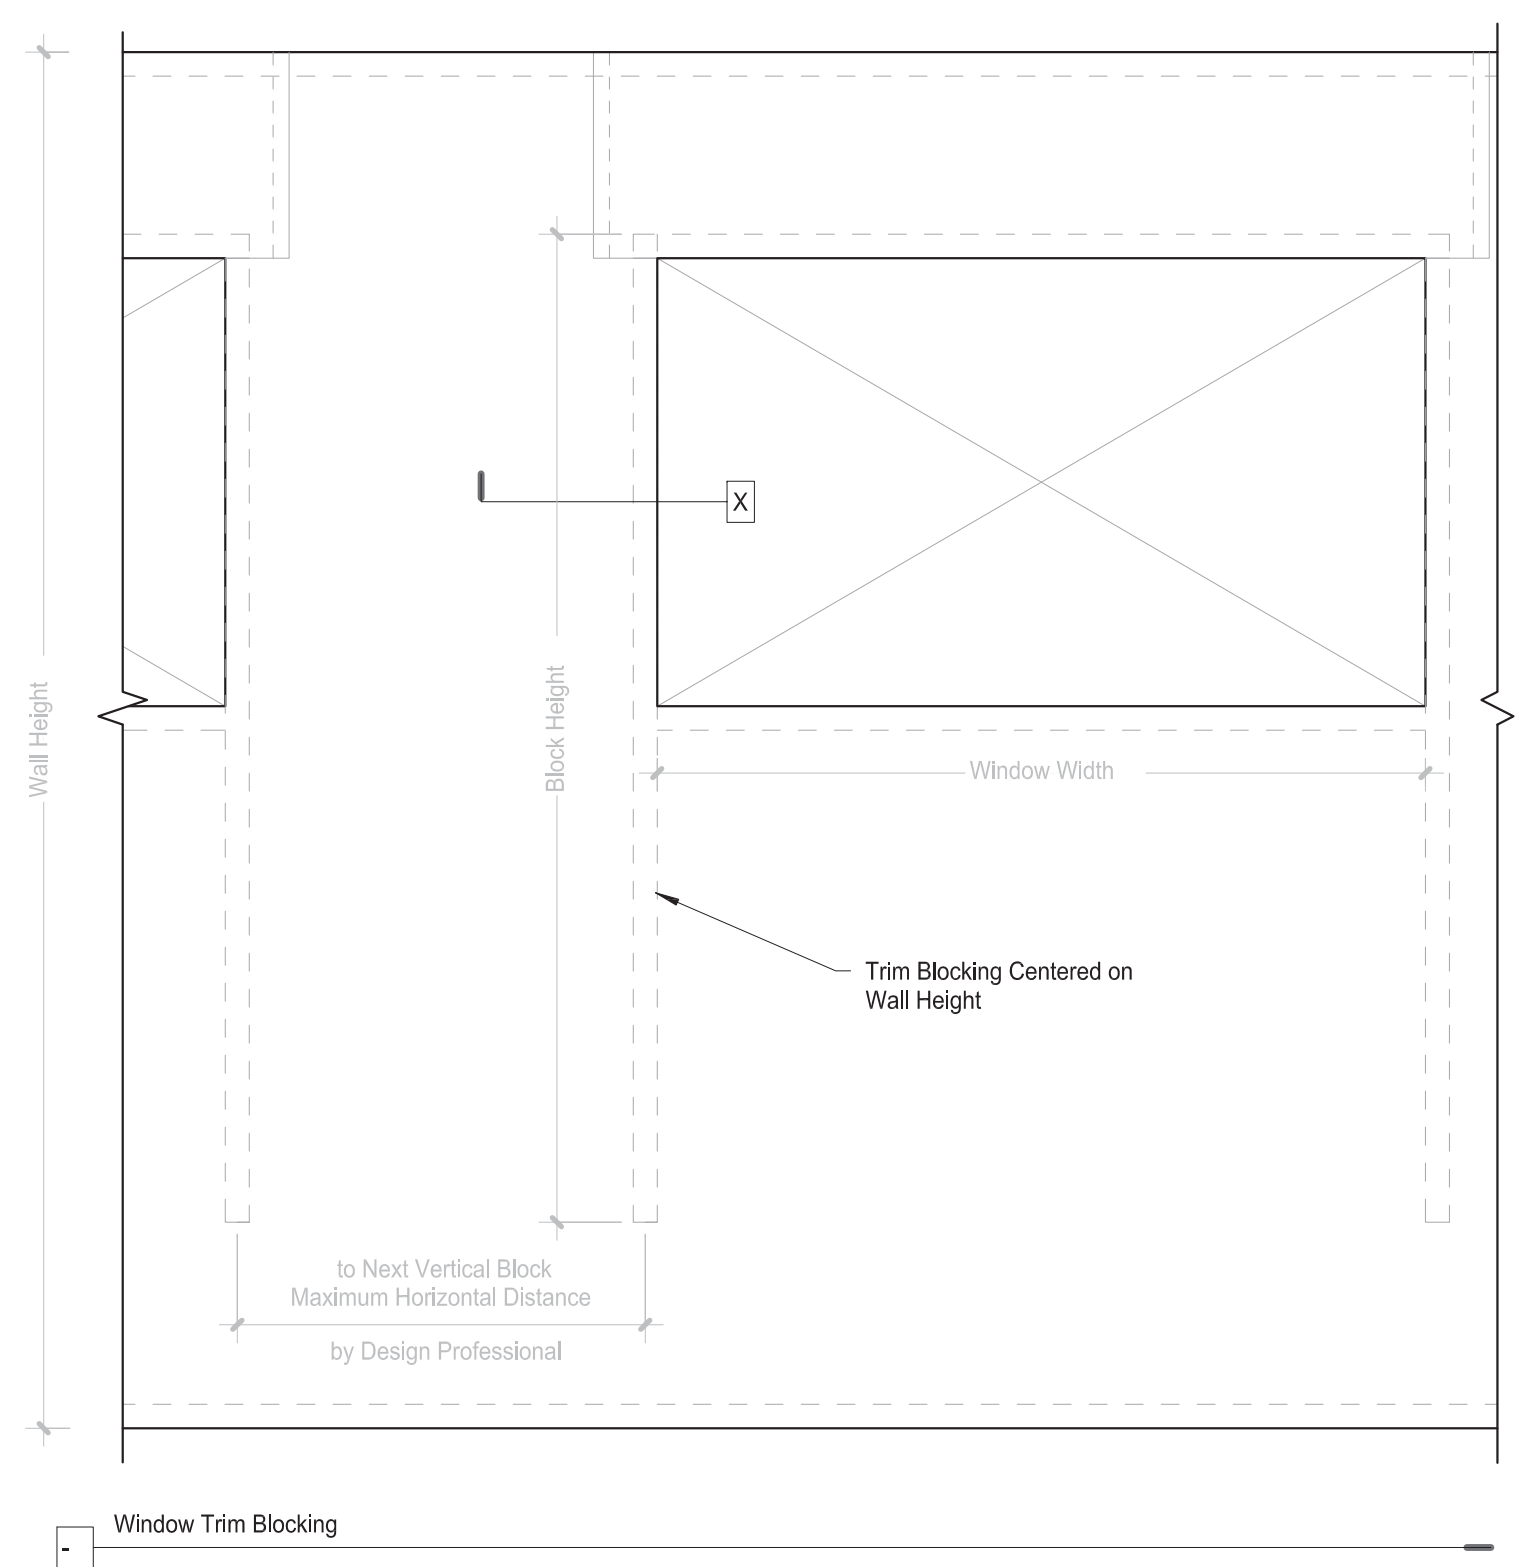 X
Wall Height
Block Height
Window Width
Trim Blocking Centered on
Wall Height
to Next Vertical Block
Maximum Horizontal Distance
by Design Professional
Window Trim Blocking
-